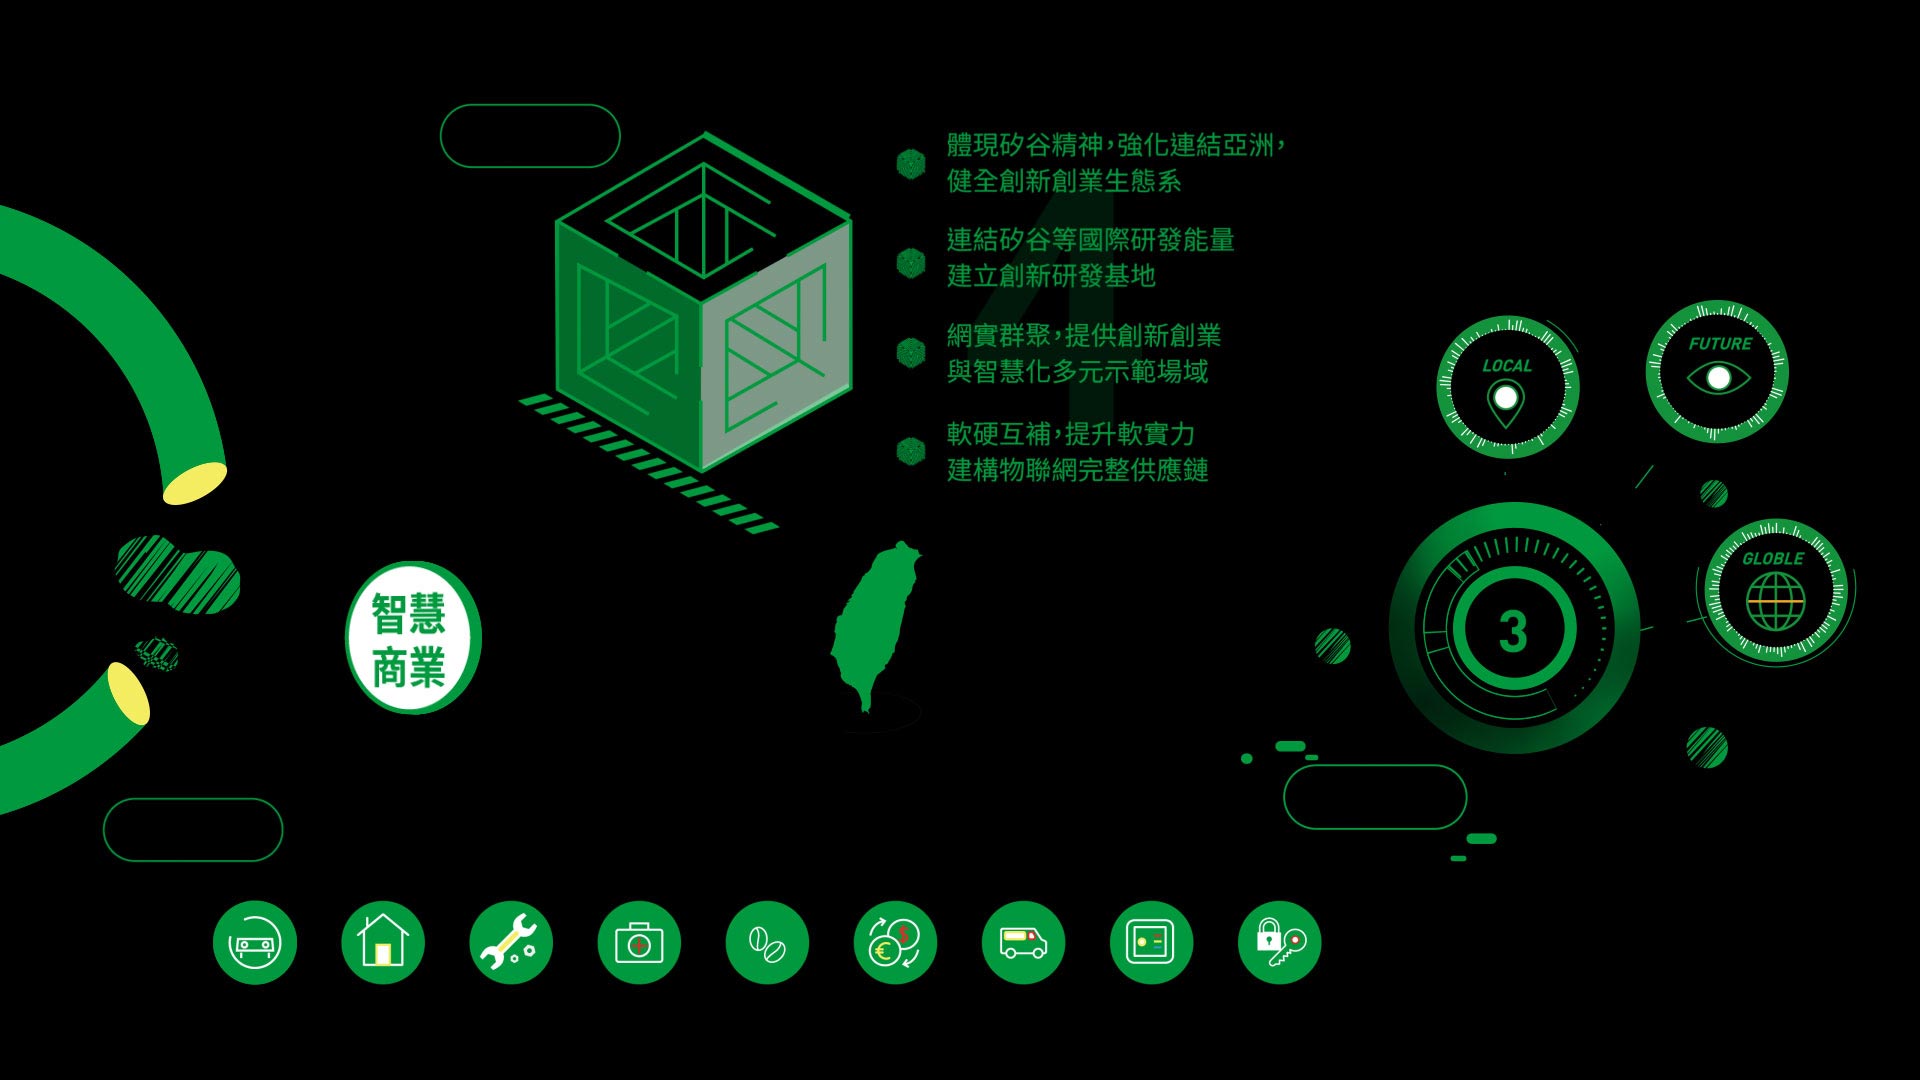 體現矽谷精神，強化連結亞洲，
健全創新創業生態系
連結矽谷等國際研發能量
建立創新研發基地
網實群聚，提供創新創業
與智慧化多元示範場域
軟硬互補，提升軟實力
建構物聯網完整供應鏈
4
智慧
商業
LOCAL
FUTURE
GLOBLE
3
$
€